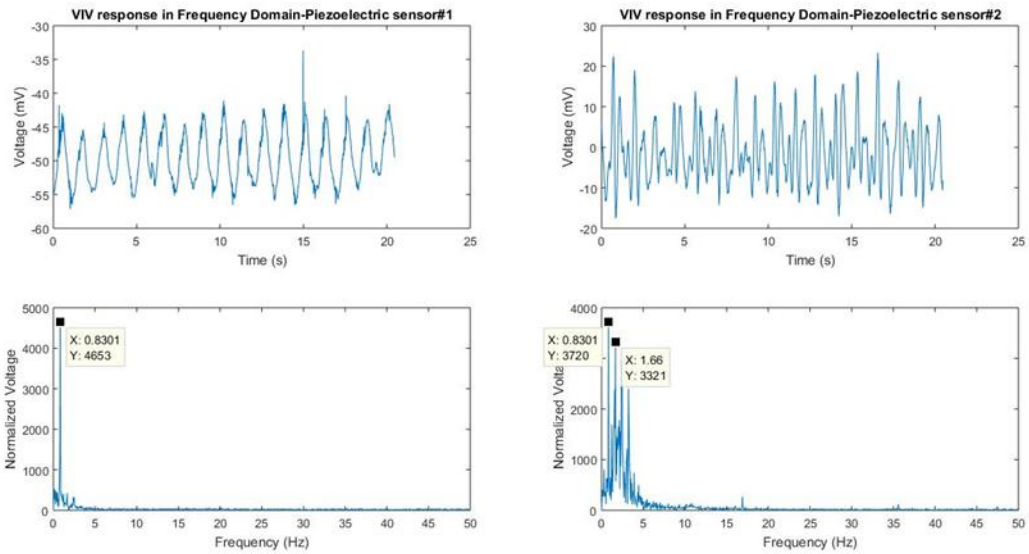 VIV response in Frequency Domain-Piezoelectric sensor#1
-30
-35
-40
-45
-50
-55
-60
Voltage (mV)
0 5 10 15 20 25
Time (s)
VIV response in Frequency Domain-Piezoelectric sensor#2
30
20
10
0
-10
-20
Voltage (mV)
0 5 10 15 20 25
Time (s)
5000
4000
3000
2000
1000
0
Normalized Voltage
X: 0.8301
Y: 4653
0 5 10 15 20 25 30 35 40 45 50
Frequency (Hz)
4000
2000
1000
0
Normalized Voltage
X: 0.8301
Y: 3720
X: 1.66
Y: 3321
0 5 10 15 20 25 30 35 40 45 50
Frequency (Hz)